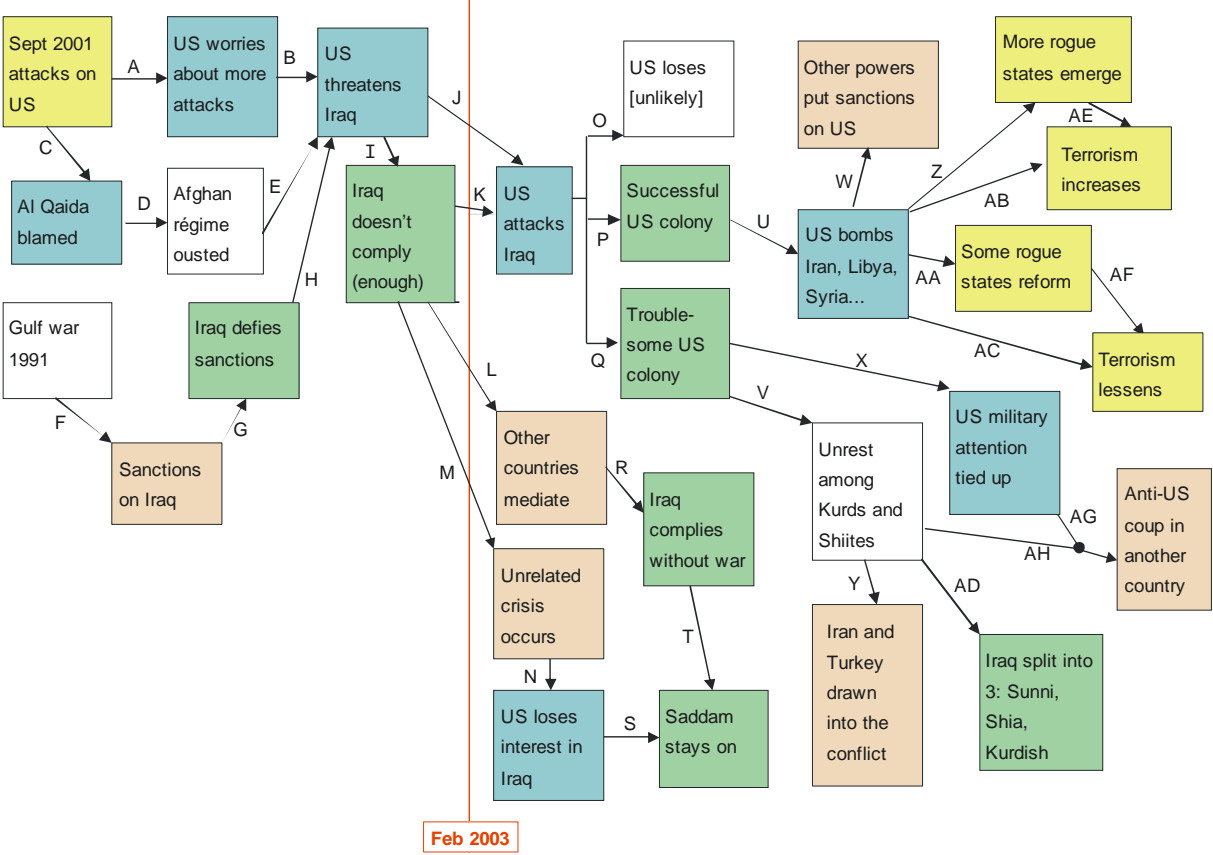 Sept 2001
attacks on
US
A
US worries
about more
attacks
B
US
threatens
Iraq
C
Al Qaida
blamed
D
Afghan
régime
ousted
E
Gulf war
1991
F
Sanctions
on Iraq
G
Iraq defies
sanctions
H
I
J
Iraq
doesn't
comply
(enough)
K
US
attacks
Iraq
L
M
Other
countries
mediate
R
Iraq
complies
without war
T
Unrelated
crisis
occurs
N
US loses
interest in
Iraq
S
Saddam
stays on
O
US loses
[unlikely]
P
Successful
US colony
Q
Trouble-
some US
colony
U
US bombs
Iran, Libya,
Syria…
W
Other powers
put sanctions
on US
Z
More rogue
states emerge
AE
Terrorism
increases
AB
AA
Some rogue
states reform
AF
AC
Terrorism
lessens
X
US military
attention
tied up
V
Unrest
among
Kurds and
Shiites
AG
AH
Anti-US
coup in
another
country
Y
Iran and
Turkey
drawn
into the
conflict
AD
Iraq split into
3: Sunni,
Shia,
Kurdish
Feb 2003